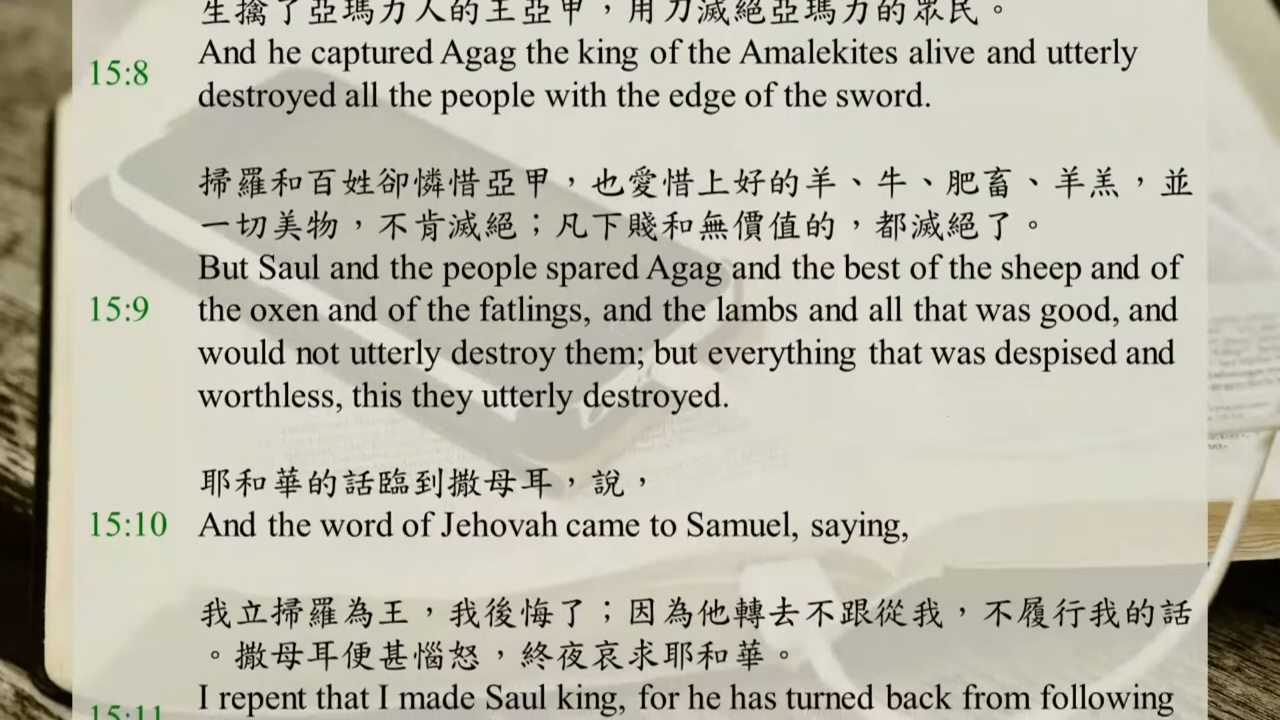 生擒了亞瑪力人的王亞甲，用刀滅絕亞瑪力的眾民。
And he captured Agag the king of the Amalekites alive and utterly
15:8
destroyed all the people with the edge of the sword.
掃羅和百姓卻憐惜亞甲，也愛惜上好的羊、牛、肥畜、羊羔，並
一切美物，不肯滅絕；凡下賤和無價值的，都滅絕了。
But Saul and the people spared Agag and the best of the sheep and of
15:9
the oxen and of the fatlings, and the lambs and all that was good, and
would not utterly destroy them; but everything that was despised and
worthless, this they utterly destroyed.
耶和華的話臨到撒母耳，說，
15:10
And the word of Jehovah came to Samuel, saying,
我立掃羅為王，我後悔了；因為他轉去不跟從我，不履行我的話
。撒母耳便甚惱怒，終夜哀求耶和華。
I repent that I made Saul king, for he has turned back from following
15:11